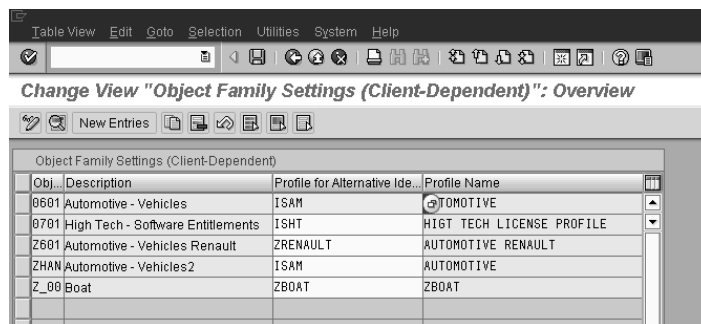 Table View Edit Goto Selection Utilities System Help
Change View "Object Family Settings (Client-Dependent)": Overview
New Entries
Object Family Settings (Client-Dependent)
Obj... Description Profile for Alternative Ide... Profile Name
0601 Automotive - Vehicles ISAM TOMOTIVE
0701 High Tech - Software Entitlements ISHT HIGT TECH LICENSE PROFILE
Z601 Automotive - Vehicles Renault ZRENAULT AUTOMOTIVE RENAULT
ZHAN Automotive - Vehicles2 ISAM AUTOMOTIVE
Z_00 Boat ZBOAT ZBOAT